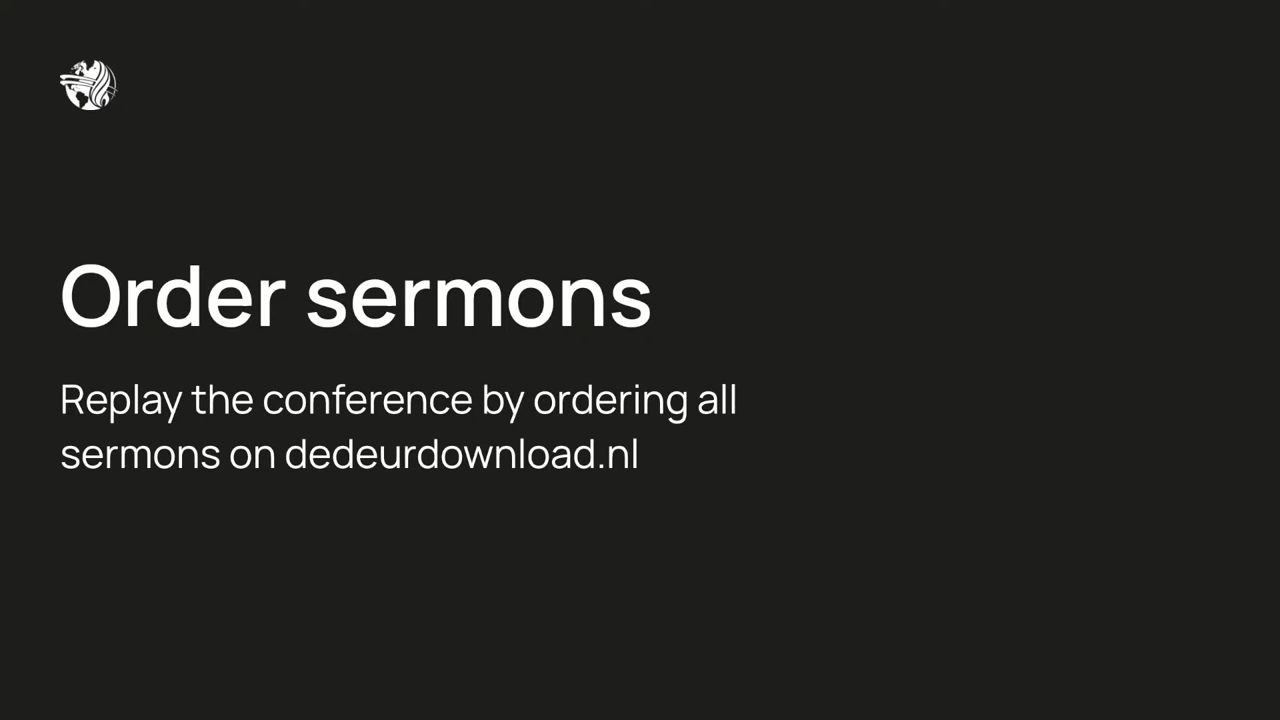 Order sermons
Replay the conference by ordering all
sermons on dedeurdownload.nl